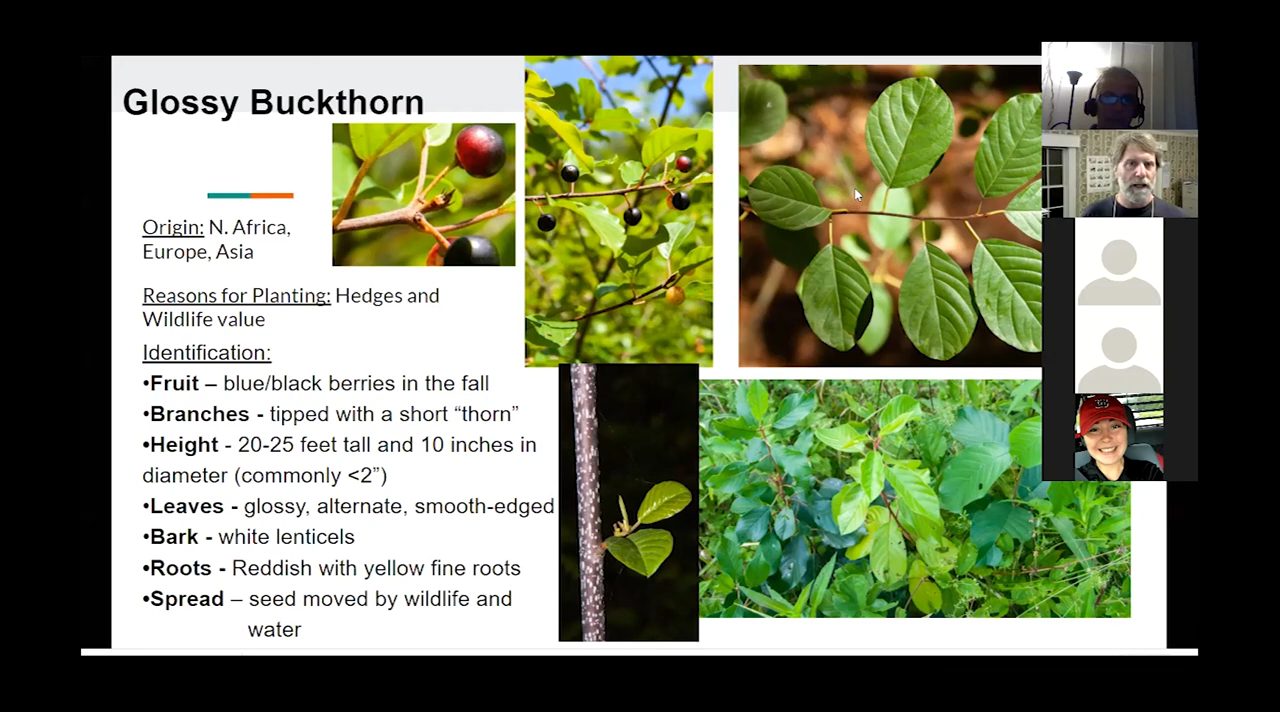 Glossy Buckthorn
Origin: N. Africa,
Europe, Asia
Reasons for Planting: Hedges and
Wildlife value
Identification:
•Fruit – blue/black berries in the fall
•Branches - tipped with a short “thorn”
•Height - 20-25 feet tall and 10 inches in
diameter (commonly <2”)
•Leaves - glossy, alternate, smooth-edged
•Bark - white lenticels
•Roots - Reddish with yellow fine roots
•Spread – seed moved by wildlife and
water